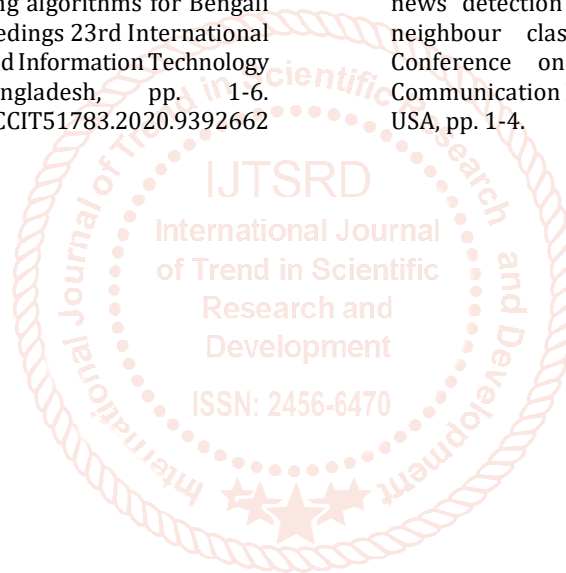 ng algorithms for Bengali
edings 23rd International
d Information Technology
ngladesh, pp. 1-6.
CCIT51783.2020.9392662
news detection
neighbour clas
Conference on
Communication
USA, pp. 1-4.
International Journal of Trend in Scientific Research and Development
IJTSRD
International Journal
of Trend in Scientific
Research and
Development
ISSN: 2456-6470